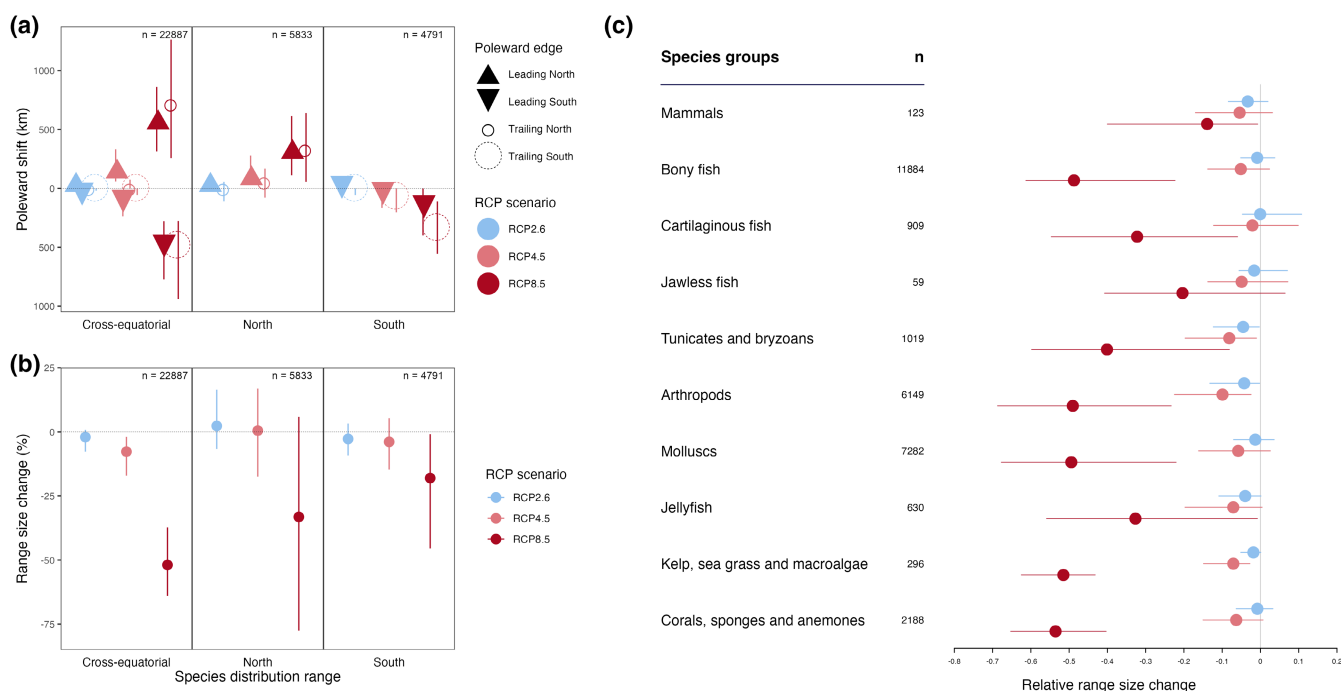 (a)
n = 22887
n = 5833
n = 4791
1000
500
0
500
1000
Poleward shift (km)
Cross-equatorial
North
South
Poleward edge
Leading North
Leading South
Trailing North
Trailing South
RCP scenario
RCP2.6
RCP4.5
RCP8.5
(b)
n = 22887
n = 5833
n = 4791
25
0
-25
-50
-75
Range size change (%)
Cross-equatorial
North
South
Species distribution range
RCP scenario
RCP2.6
RCP4.5
RCP8.5
(c)
Species groups n
Mammals 123
Bony fish 11884
Cartilaginous fish 909
Jawless fish 59
Tunicates and bryzoans 1019
Arthropods 6149
Molluscs 7282
Jellyfish 630
Kelp, sea grass and macroalgae 296
Corals, sponges and anemones 2188
-0.8 -0.7 -0.6 -0.5 -0.4 -0.3 -0.2 -0.1 0 0.1 0.2
Relative range size change